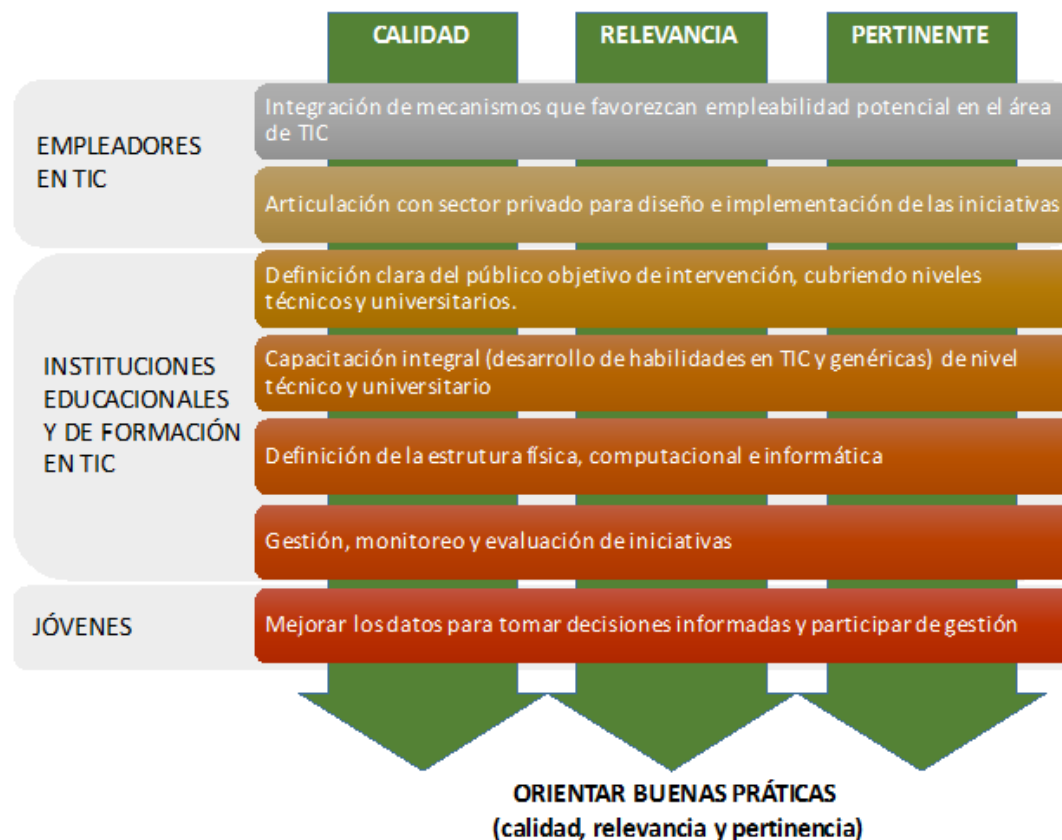 CALIDAD
RELEVANCIA
PERTINENTE
EMPLEADORES
EN TIC
Integración de mecanismos que favorezcan empleabilidad potencial en el área
de TIC
Articulación con sector privado para diseño e implementación de las iniciativas
INSTITUCIONES
EDUCACIONALES
Y DE FORMACIÓN
EN TIC
Definición clara del público objetivo de intervención, cubriendo niveles
técnicos y universitarios.
Capacitación integral (desarrollo de habilidades en TIC y genéricas) de nivel
técnico y universitario
Definición de la estrutura física, computacional e informática
Gestión, monitoreo y evaluación de iniciativas
JÓVENES
Mejorar los datos para tomar decisiones informadas y participar de gestión
ORIENTAR BUENAS PRÁTICAS
(calidad, relevancia y pertinencia)